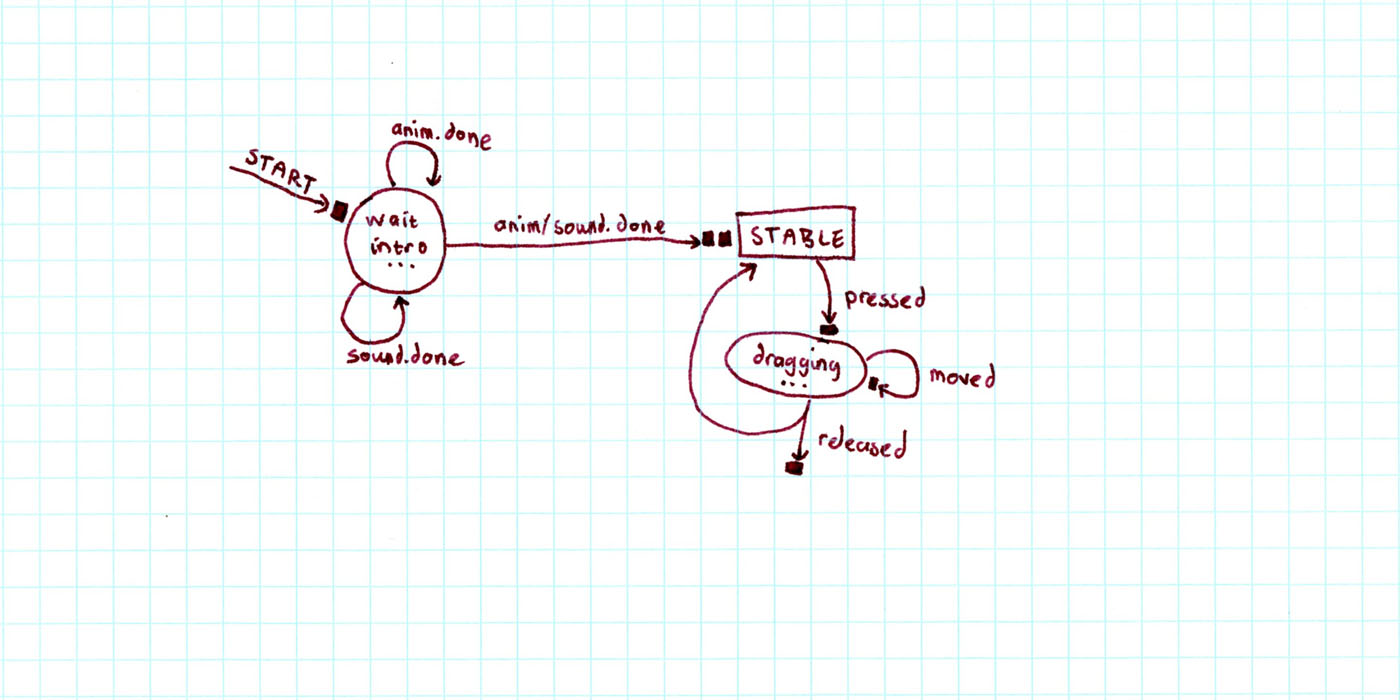 anim.done
START
wait
intro
...
anim/sound.done
STABLE
pressed
sound.done
dragging
...
moved
released